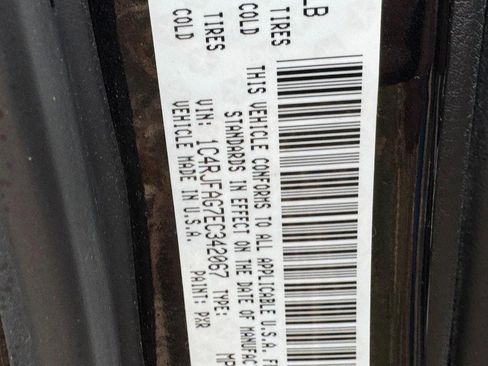 LB
TIRES
COLD
TIRES
COLD
THIS VEHICLE CONFORMS TO ALL APPLICABLE U.S.A. F
STANDARDS IN EFFECT ON THE DATE OF MANUFAC
VIN: 1C4RJFAG7EC342067 TYPE: MP
VEHICLE MADE IN U.S.A. PAINT: PXR